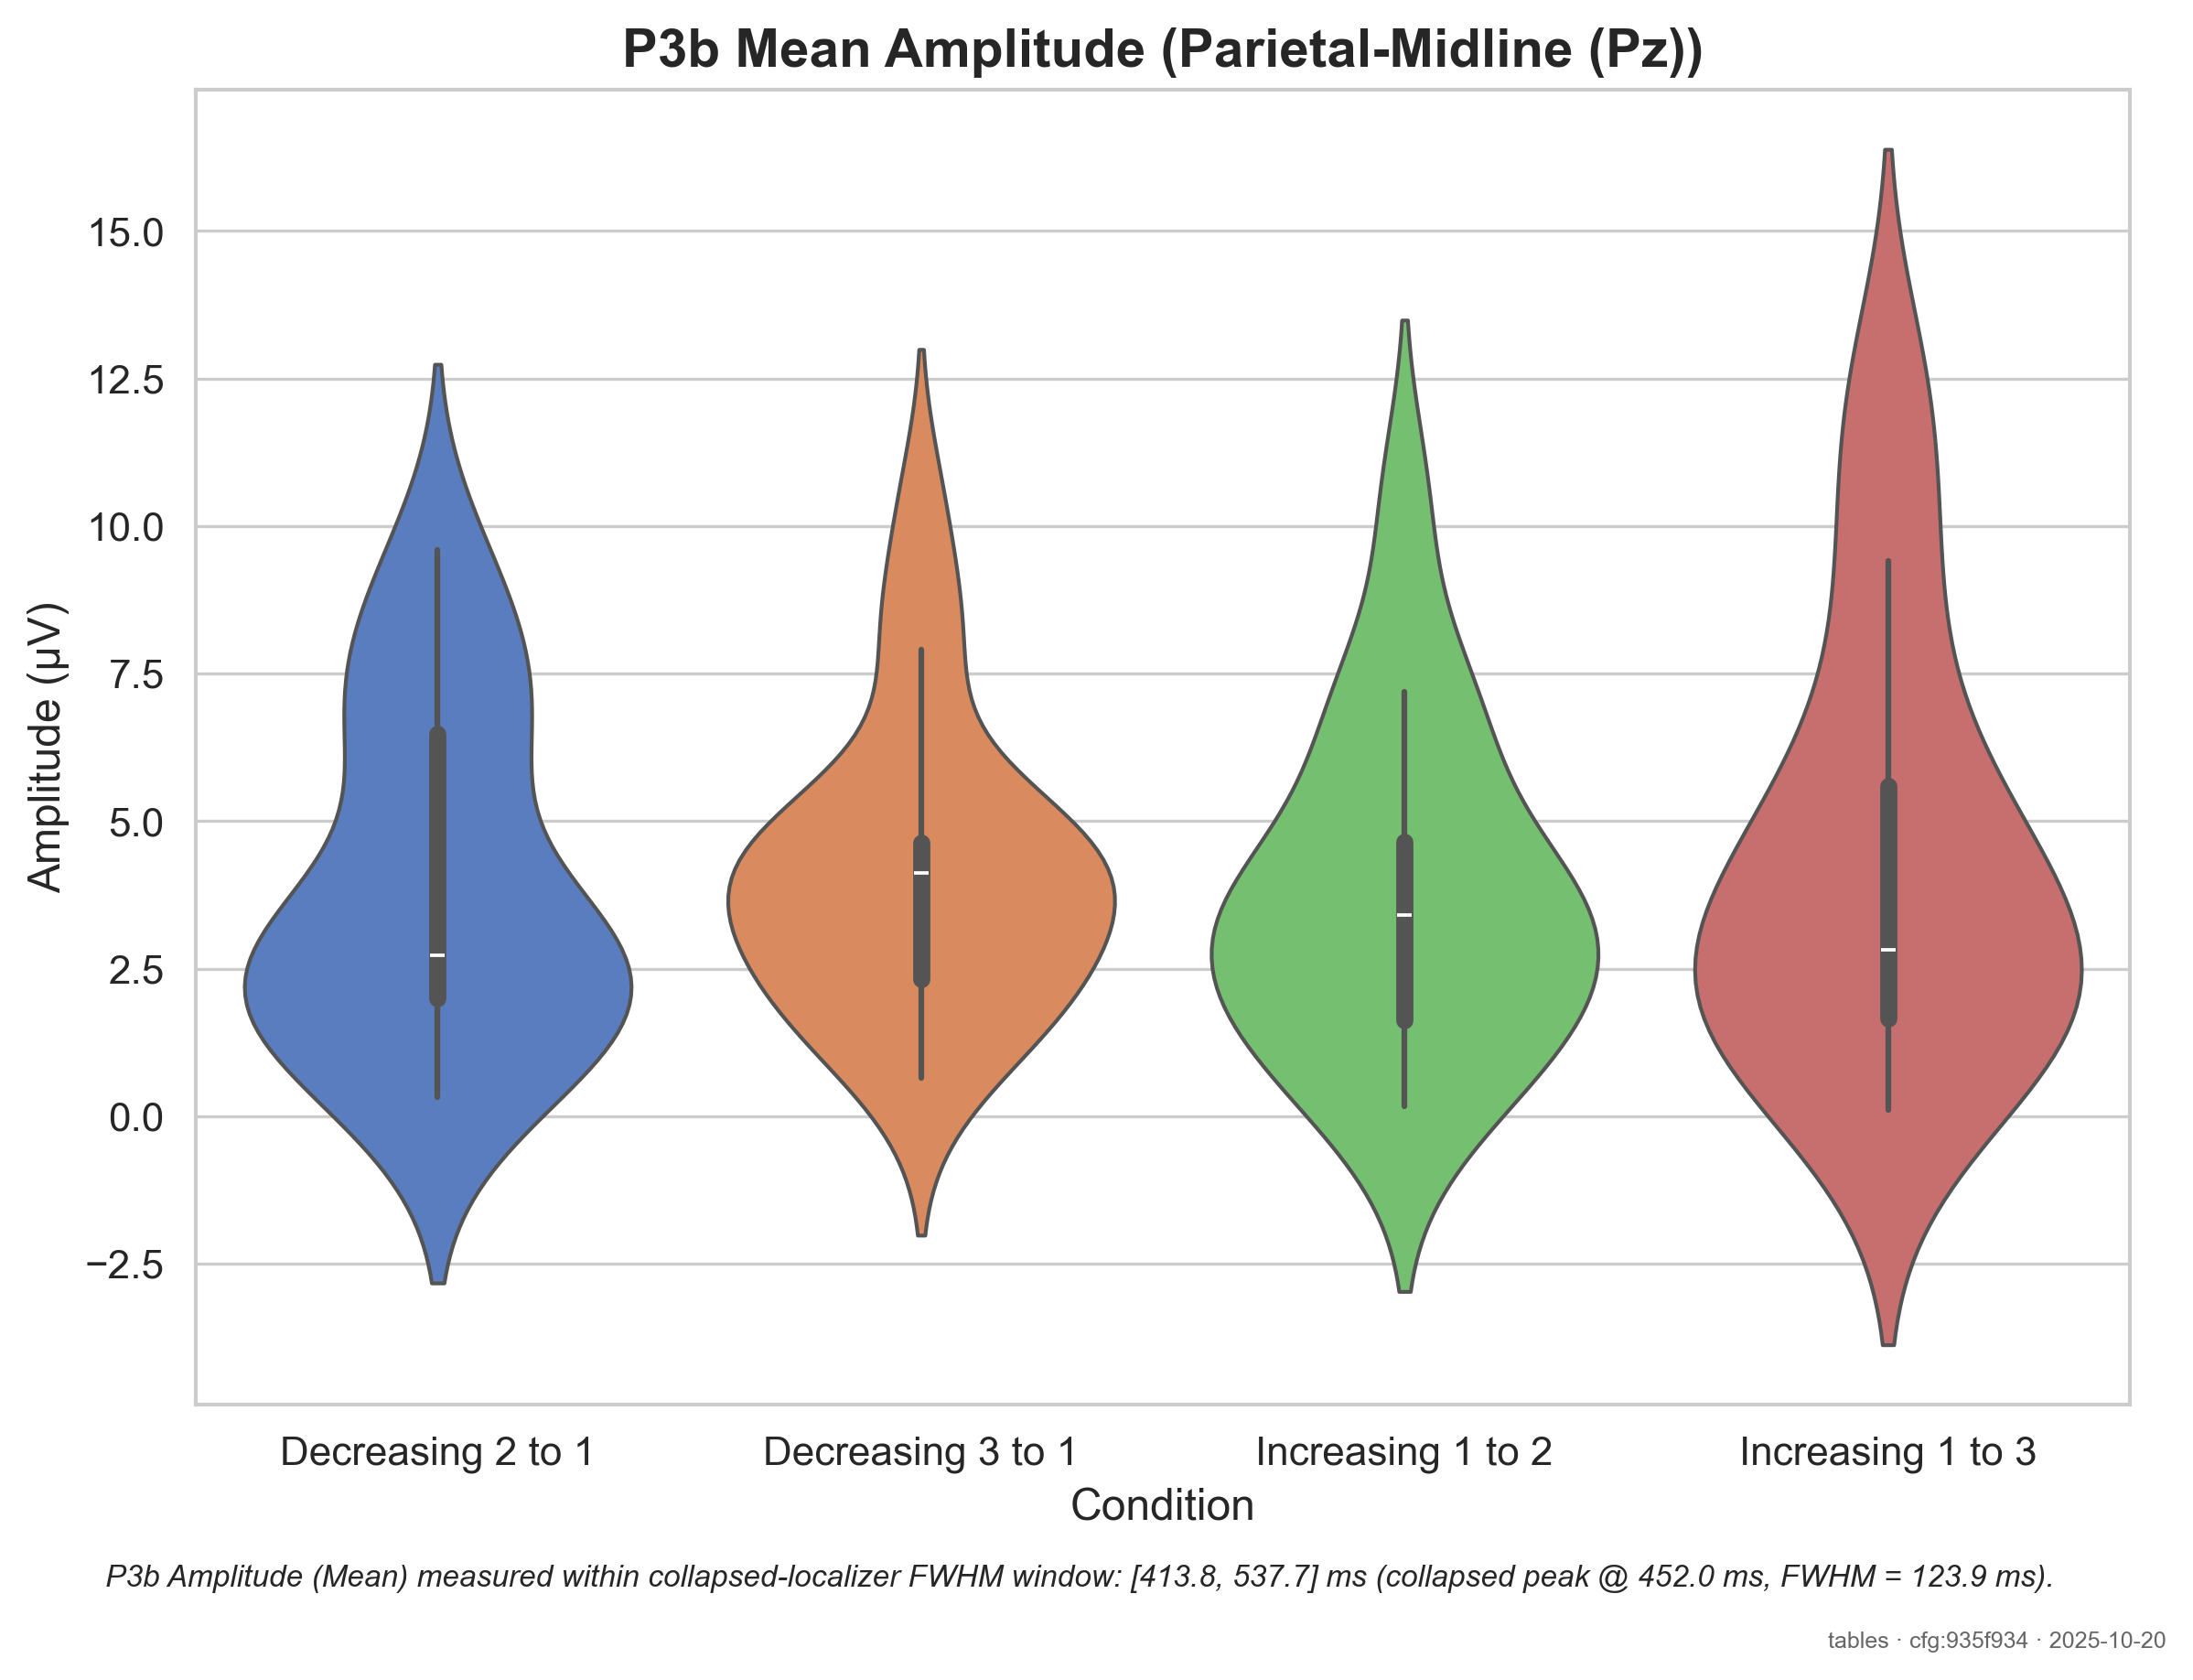 P3b Mean Amplitude (Parietal-Midline (Pz))
Amplitude (µV)
15.0
12.5
10.0
7.5
5.0
2.5
0.0
−2.5
Decreasing 2 to 1
Decreasing 3 to 1
Increasing 1 to 2
Increasing 1 to 3
Condition
P3b Amplitude (Mean) measured within collapsed-localizer FWHM window: [413.8, 537.7] ms (collapsed peak @ 452.0 ms, FWHM = 123.9 ms).
tables · cfg:935f934 · 2025-10-20